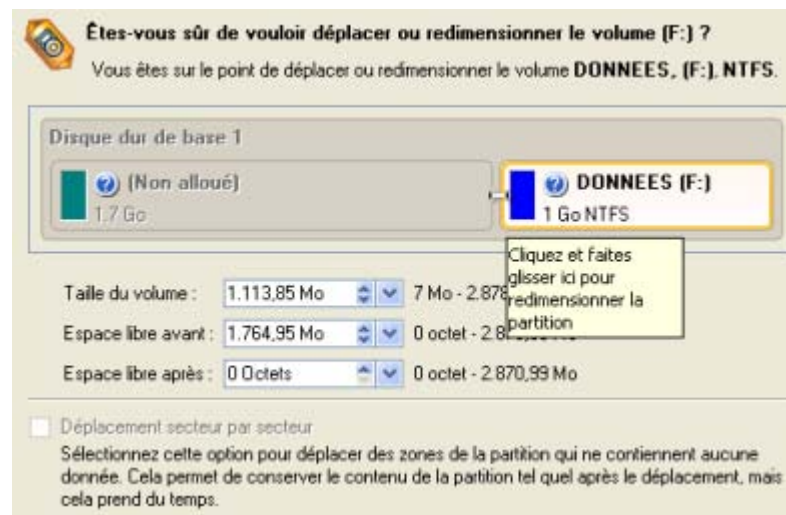 Êtes-vous sûr de vouloir déplacer ou redimensionner le volume (F:) ?
Vous êtes sur le point de déplacer ou redimensionner le volume DONNEES, (F:), NTFS.
Disque dur de base 1
(Non alloué)
1.7 Go
DONNEES (F:)
1 Go NTFS
Cliquez et faites
glisser ici pour
redimensionner la
partition
Taille du volume : 1.113,85 Mo 7 Mo - 2.878
Espace libre avant : 1.764,95 Mo 0 octet - 2.8
Espace libre après : 0 Octets 0 octet - 2.870,99 Mo
Déplacement secteur par secteur
Sélectionnez cette option pour déplacer des zones de la partition qui ne contiennent aucune
donnée. Cela permet de conserver le contenu de la partition tel quel après le déplacement, mais
cela prend du temps.